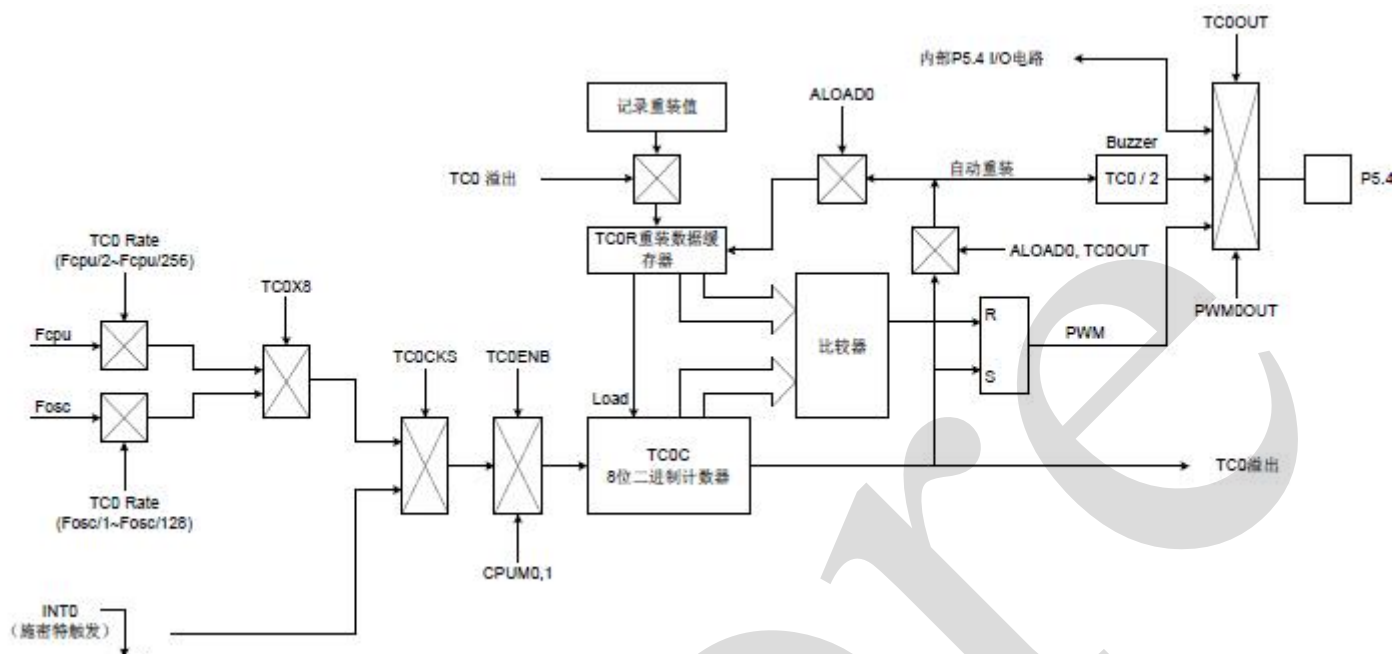 TC0OUT
内部P5.4 I/O电路
记录重装值
ALOAD0
Buzzer
TC0 溢出
自动重装
TC0 / 2
P5.4
TC0 Rate
(Fcpu/2~Fcpu/256)
TC0R重装数据缓
存器
ALOAD0, TC0OUT
TC0X8
PWM0OUT
Fcpu
R
TC0CKS
TC0ENB
比较器
PWM
S
Fosc
Load
TC0C
8位二进制计数器
TC0溢出
TC0 Rate
(Fosc/1~Fosc/128)
CPUM0,1
INT0
（施密特触发）
re